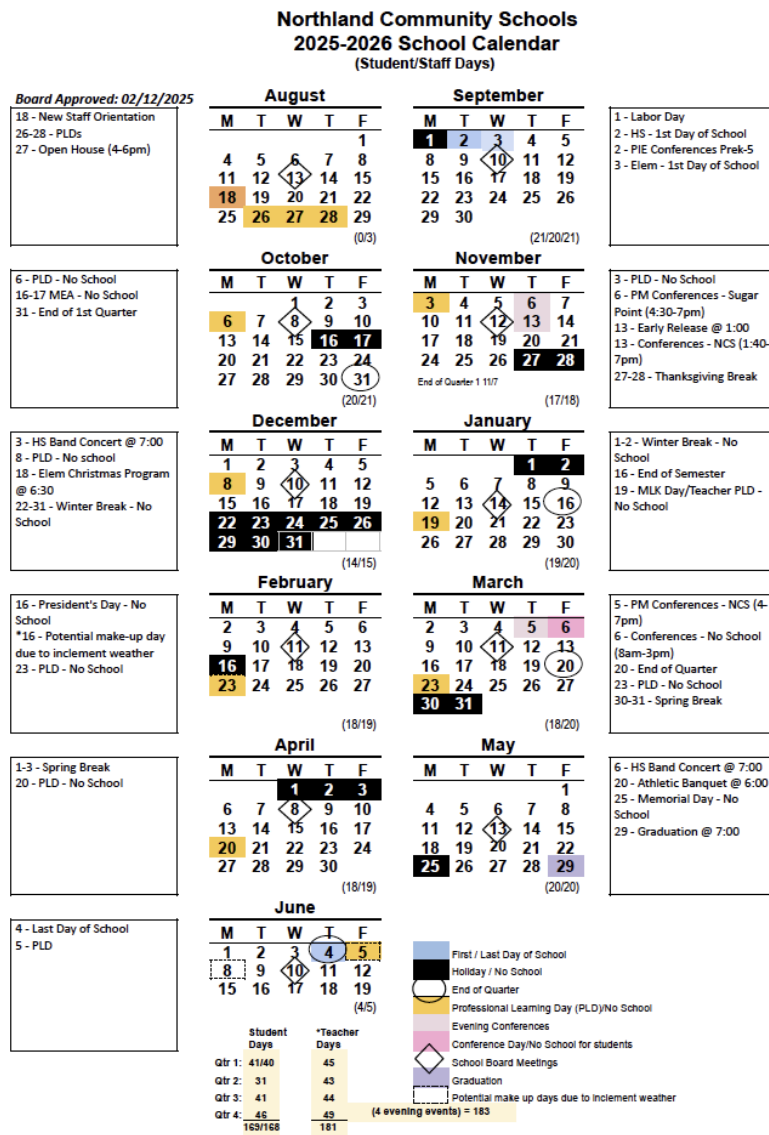 Northland Community Schools
2025-2026 School Calendar
(Student/Staff Days)
Board Approved: 02/12/2025
18 - New Staff Orientation
26-28 - PLDs
27 - Open House (4-6pm)
August
M T W T F
1
4 5 6 7 8
11 12 13 14 15
18 19 20 21 22
25 26 27 28 29
(0/3)
September
M T W T F
1 2 3 4 5
8 9 10 11 12
15 16 17 18 19
22 23 24 25 26
29 30
(21/20/21)
1 - Labor Day
2 - HS - 1st Day of School
2 - PIE Conferences Prek-5
3 - Elem - 1st Day of School
6 - PLD - No School
16-17 MEA - No School
31 - End of 1st Quarter
October
M T W T F
1 2 3
6 7 8 9 10
13 14 15 16 17
20 21 22 23 24
27 28 29 30 31
(20/21)
November
M T W T F
3 4 5 6 7
10 11 12 13 14
17 18 19 20 21
24 25 26 27 28
End of Quarter 1 11/7
(17/18)
3 - PLD - No School
6 - PM Conferences - Sugar
Point (4:30-7pm)
13 - Early Release @ 1:00
13 - Conferences - NCS (1:40-
7pm)
27-28 - Thanksgiving Break
3 - HS Band Concert @ 7:00
8 - PLD - No school
18 - Elem Christmas Program
@ 6:30
22-31 - Winter Break - No
School
December
M T W T F
1 2 3 4 5
8 9 10 11 12
15 16 17 18 19
22 23 24 25 26
29 30 31
(14/15)
January
M T W T F
1 2
5 6 7 8 9
12 13 14 15 16
19 20 21 22 23
26 27 28 29 30
(19/20)
1-2 - Winter Break - No
School
16 - End of Semester
19 - MLK Day/Teacher PLD -
No School
16 - President's Day - No
School
*16 - Potential make-up day
due to inclement weather
23 - PLD - No School
February
M T W T F
2 3 4 5 6
9 10 11 12 13
16 17 18 19 20
23 24 25 26 27
(18/19)
March
M T W T F
2 3 4 5 6
9 10 11 12 13
16 17 18 19 20
23 24 25 26 27
30 31
(18/20)
5 - PM Conferences - NCS (4-
7pm)
6 - Conferences - No School
(8am-3pm)
20 - End of Quarter
23 - PLD - No School
30-31 - Spring Break
1-3 - Spring Break
20 - PLD - No School
April
M T W T F
1 2 3
6 7 8 9 10
13 14 15 16 17
20 21 22 23 24
27 28 29 30
(18/19)
May
M T W T F
1
4 5 6 7 8
11 12 13 14 15
18 19 20 21 22
25 26 27 28 29
(20/20)
6 - HS Band Concert @ 7:00
20 - Athletic Banquet @ 6:00
25 - Memorial Day - No
School
29 - Graduation @ 7:00
4 - Last Day of School
5 - PLD
June
M T W T F
1 2 3 4 5
8 9 10 11 12
15 16 17 18 19
(4/5)
First / Last Day of School
Holiday / No School
End of Quarter
Professional Learning Day (PLD)/No School
Evening Conferences
Conference Day/No School for students
School Board Meetings
Graduation
Potential make up days due to inclement weather
Student Days *Teacher Days
Qtr 1: 41/40 45
Qtr 2: 31 43
Qtr 3: 41 44
Qtr 4: 46 49 (4 evening events) = 183
169/168 181